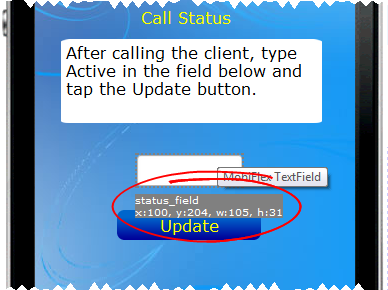 Call Status
After calling the client, type
Active in the field below and
tap the Update button.
MobiFlex TextField
status_field
x:100, y:204, w:105, h:31
Update